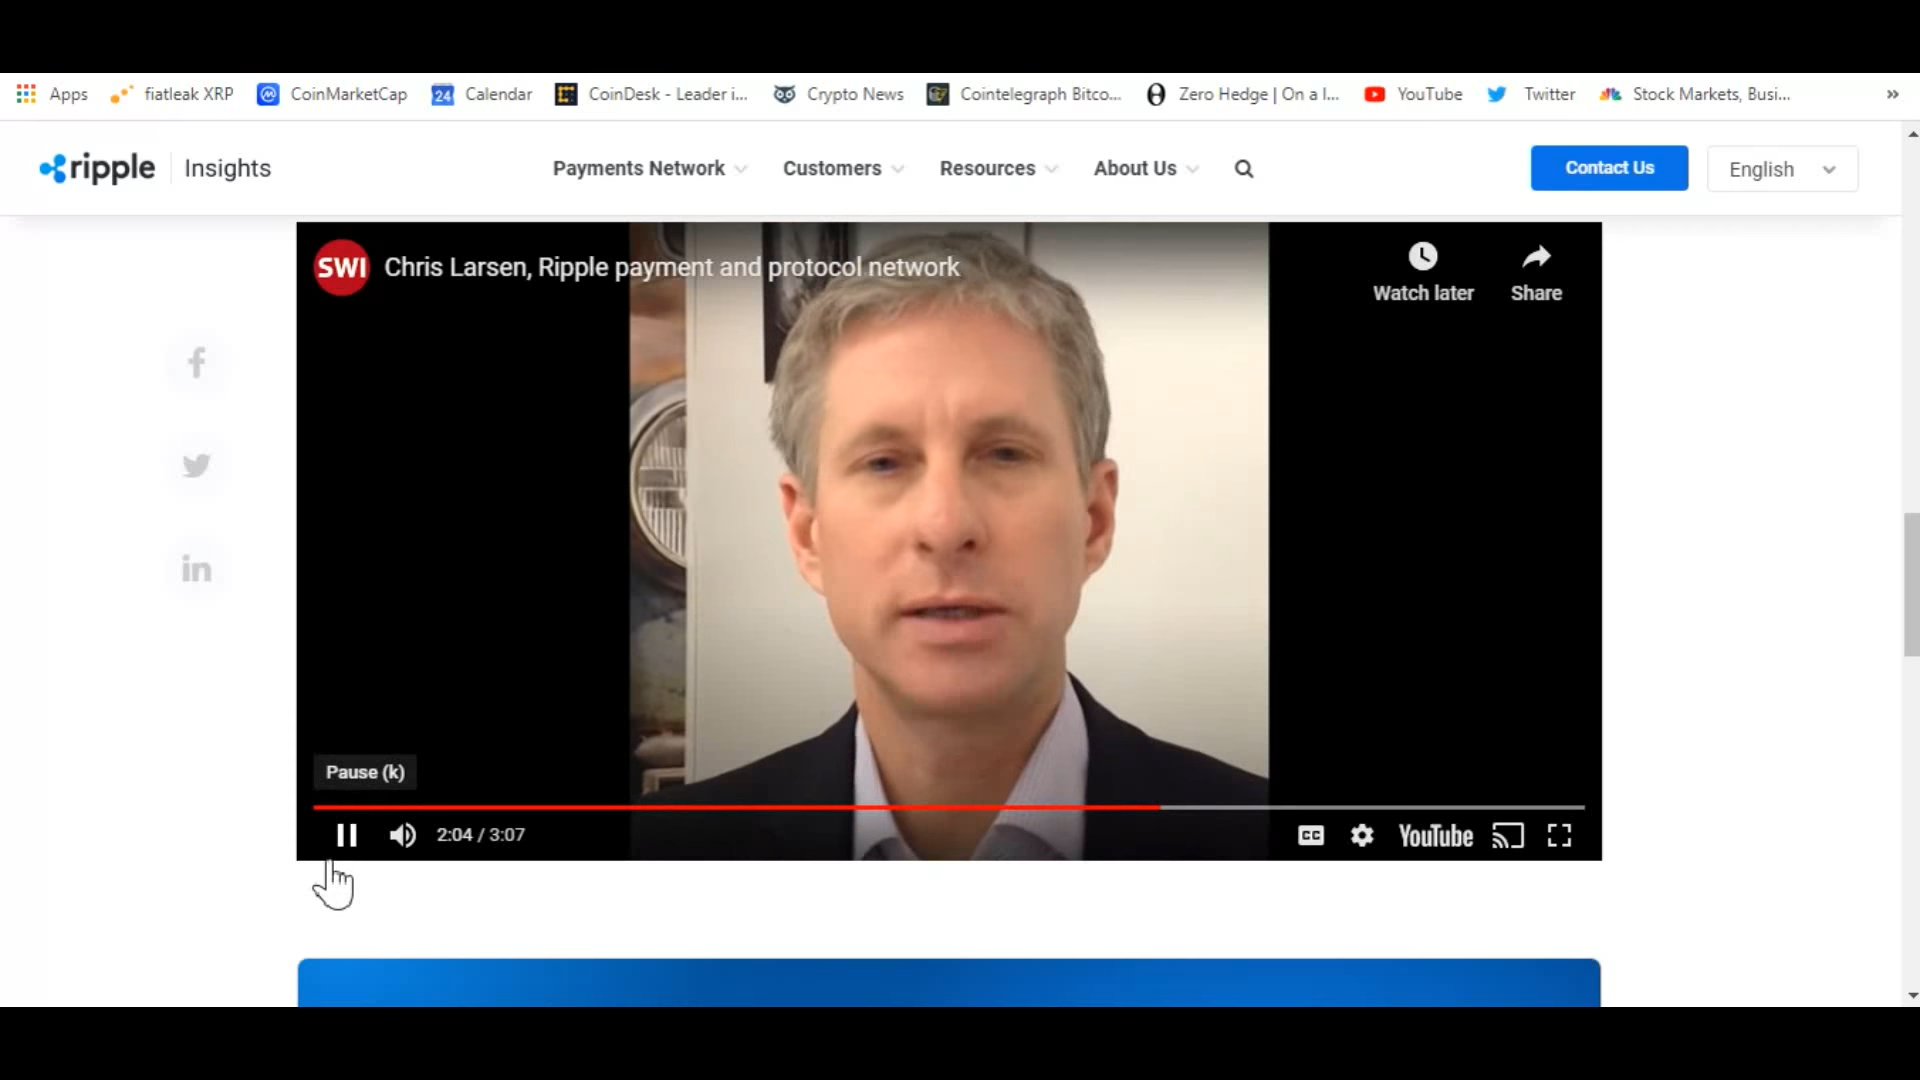 Apps fiatleak XRP CoinMarketCap 24 Calendar CoinDesk - Leader i... Crypto News Cointelegraph Bitco... Zero Hedge | On a l... YouTube Twitter Stock Markets, Busi... »
ripple Insights Payments Network Customers Resources About Us Contact Us English
SWI Chris Larsen, Ripple payment and protocol network
Watch later Share
f
in
Pause (k)
2:04 / 3:07 CC YouTube